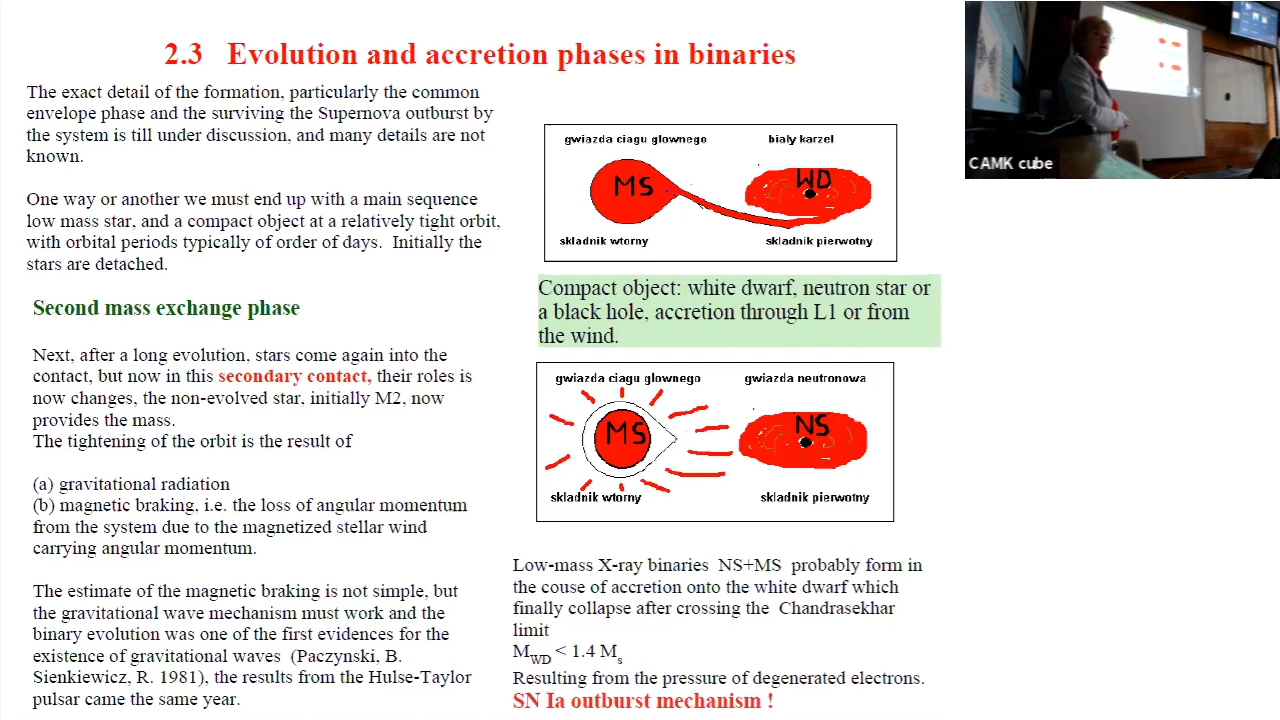 2.3 Evolution and accretion phases in binaries
The exact detail of the formation, particularly the common
envelope phase and the surviving the Supernova outburst by
the system is till under discussion, and many details are not
known.
One way or another we must end up with a main sequence
low mass star, and a compact object at a relatively tight orbit,
with orbital periods typically of order of days. Initially the
stars are detached.
Second mass exchange phase
Next, after a long evolution, stars come again into the
contact, but now in this secondary contact, their roles is
now changes, the non-evolved star, initially M2, now
provides the mass.
The tightening of the orbit is the result of
(a) gravitational radiation
(b) magnetic braking, i.e. the loss of angular momentum
from the system due to the magnetized stellar wind
carrying angular momentum.
The estimate of the magnetic braking is not simple, but
the gravitational wave mechanism must work and the
binary evolution was one of the first evidences for the
existence of gravitational waves (Paczynski, B.
Sienkiewicz, R. 1981), the results from the Hulse-Taylor
pulsar came the same year.
gwiazda ciagu glownego bialy karzel
MS WD
skladnik wtorny skladnik pierwotny
Compact object: white dwarf, neutron star or
a black hole, accretion through L1 or from
the wind.
gwiazda ciagu glownego gwiazda neutronowa
MS NS
skladnik wtorny skladnik pierwotny
Low-mass X-ray binaries NS+MS probably form in
the couse of accretion onto the white dwarf which
finally collapse after crossing the Chandrasekhar
limit
M_WD < 1.4 M_s
Resulting from the pressure of degenerated electrons.
SN Ia outburst mechanism !
CAMK cube